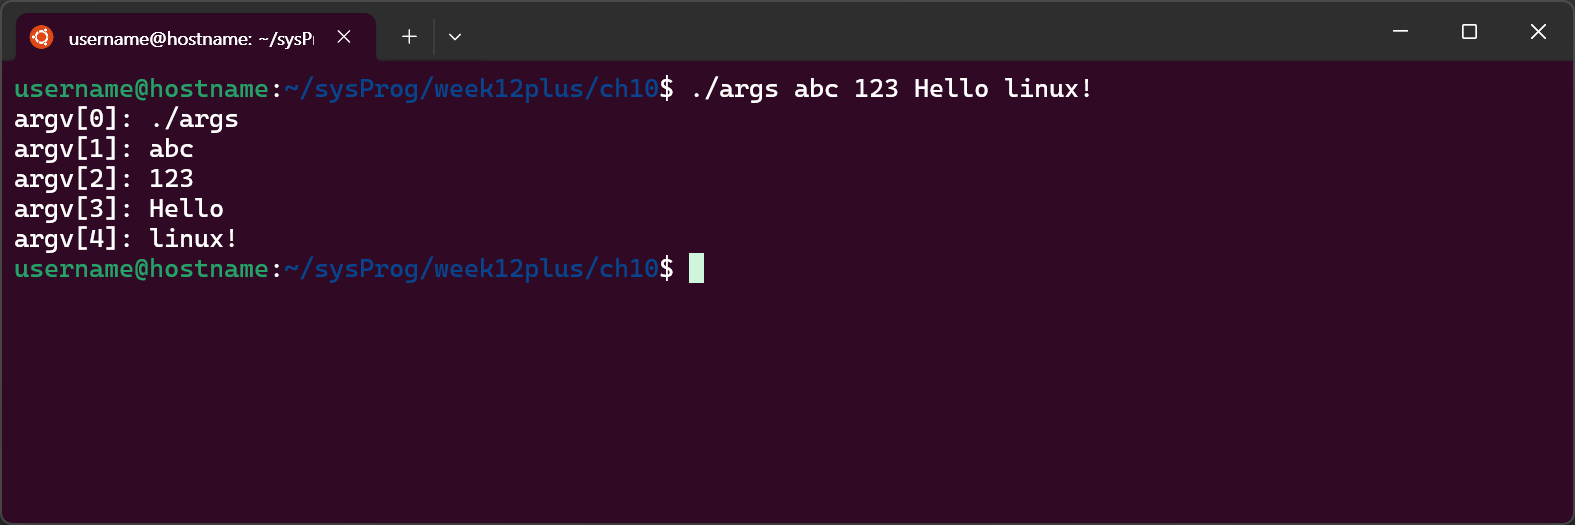 username@hostname: ~/sysPr
username@hostname:~/sysProg/week12plus/ch10$ ./args abc 123 Hello linux!
argv[0]: ./args
argv[1]: abc
argv[2]: 123
argv[3]: Hello
argv[4]: linux!
username@hostname:~/sysProg/week12plus/ch10$